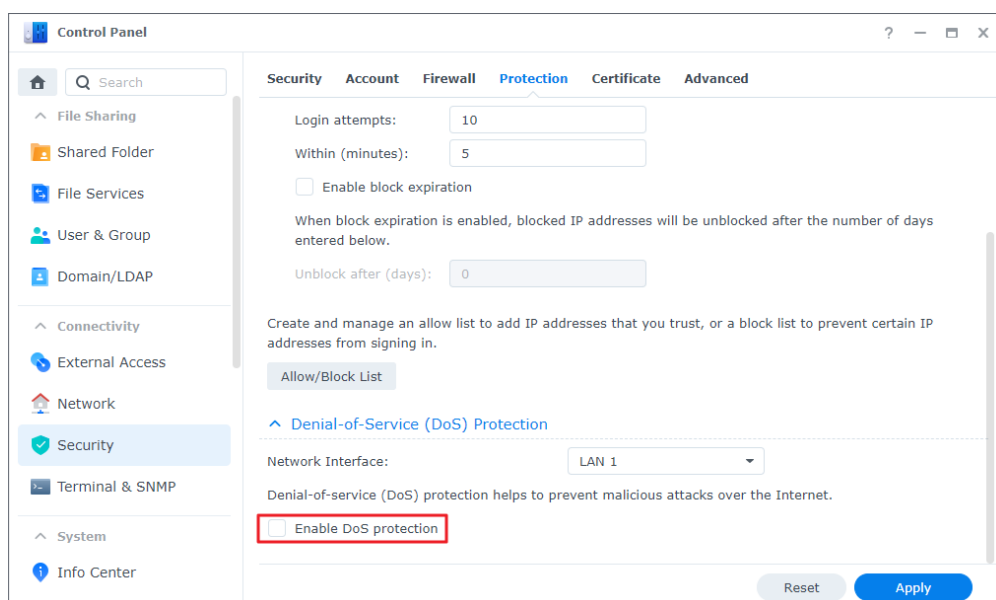 Control Panel
?
Search
File Sharing
Shared Folder
File Services
User & Group
Domain/LDAP
Connectivity
External Access
Network
Security
Terminal & SNMP
System
Info Center
Security Account Firewall Protection Certificate Advanced
Login attempts: 10
Within (minutes): 5
Enable block expiration
When block expiration is enabled, blocked IP addresses will be unblocked after the number of days
entered below.
Unblock after (days): 0
Create and manage an allow list to add IP addresses that you trust, or a block list to prevent certain IP
addresses from signing in.
Allow/Block List
Denial-of-Service (DoS) Protection
Network Interface: LAN 1
Denial-of-service (DoS) protection helps to prevent malicious attacks over the Internet.
Enable DoS protection
Reset Apply